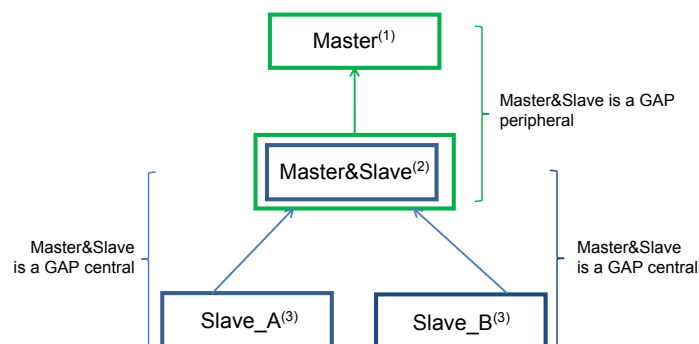 Master(1)
Master&Slave is a GAP
peripheral
Master&Slave(2)
Master&Slave
is a GAP central
Master&Slave
is a GAP central
Slave_A(3)
Slave_B(3)